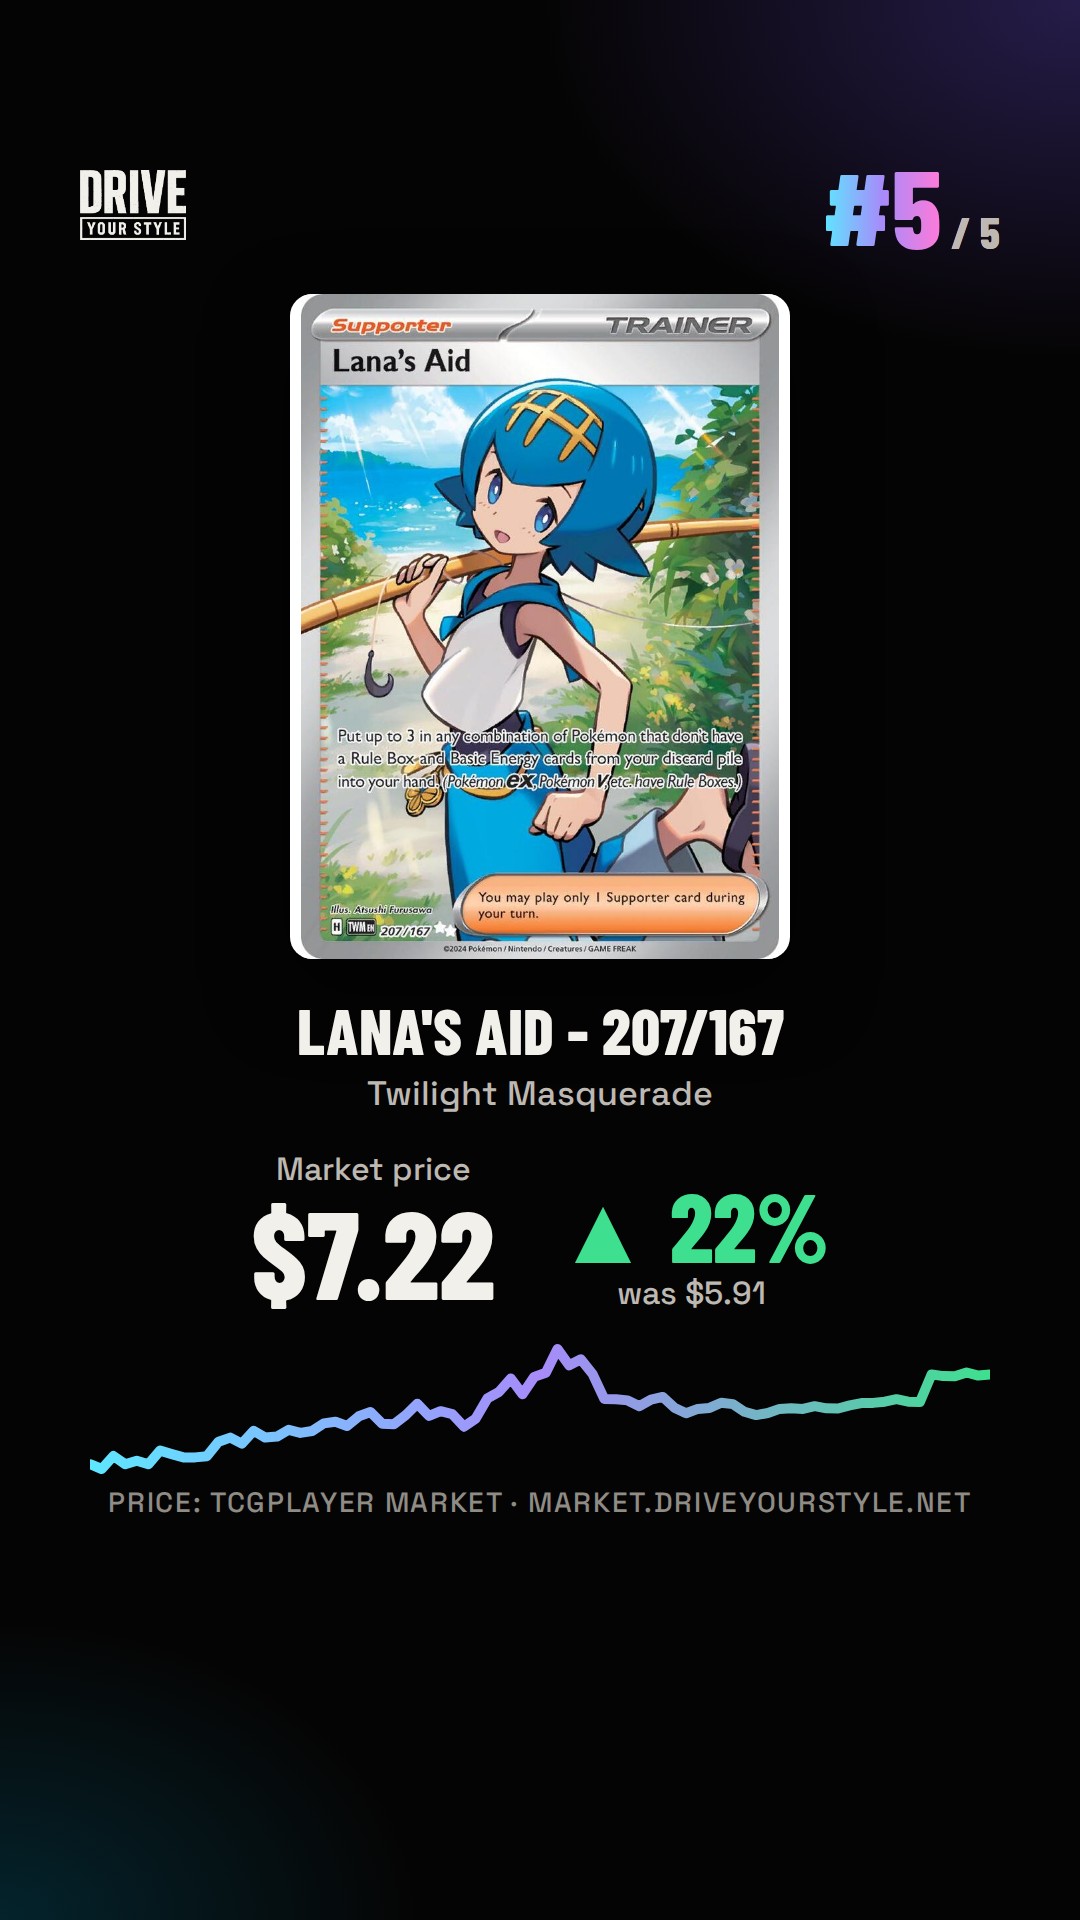 DRIVE
YOUR STYLE
#5 / 5
Supporter
TRAINER
Lana's Aid
Put up to 3 in any combination of Pokémon that don't have
a Rule Box and Basic Energy cards from your discard pile
into your hand. (Pokémon ex, Pokémon V, etc. have Rule Boxes.)
You may play only 1 Supporter card during
your turn.
Illus. Atsushi Furusawa
H TWM EN 207/167
©2024 Pokémon / Nintendo / Creatures / GAME FREAK
LANA'S AID - 207/167
Twilight Masquerade
Market price
$7.22
▲ 22%
was $5.91
PRICE: TCGPLAYER MARKET · MARKET.DRIVEYOURSTYLE.NET